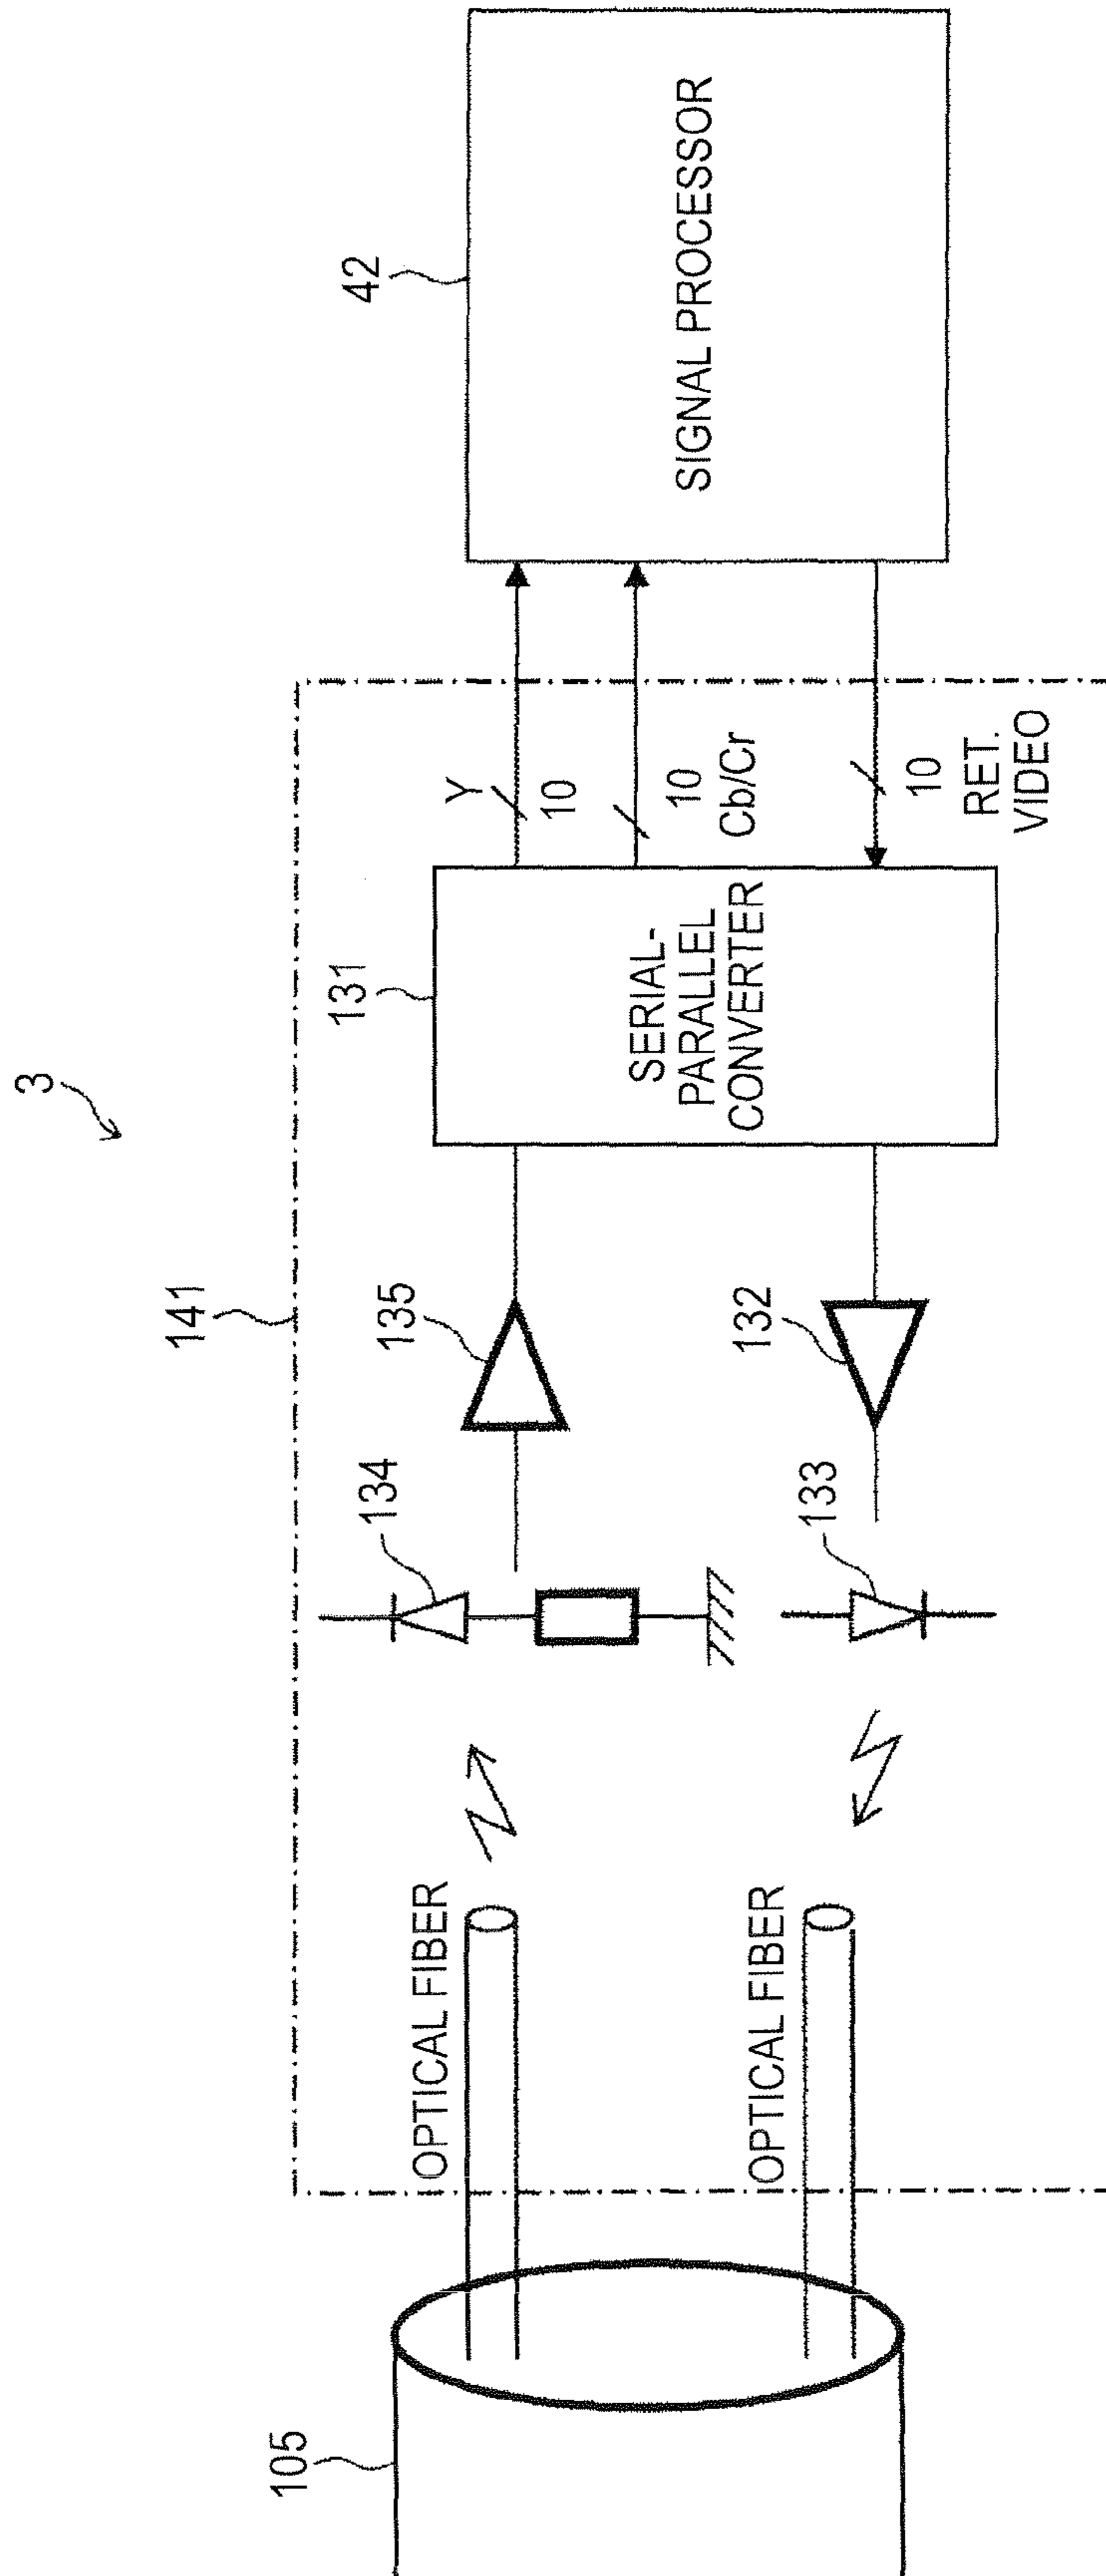 3
141
105
OPTICAL FIBER
134
135
131
Y
10
42
SERIAL-
PARALLEL
CONVERTER
10
Cb/Cr
SIGNAL PROCESSOR
OPTICAL FIBER
133
132
10
RET.
VIDEO